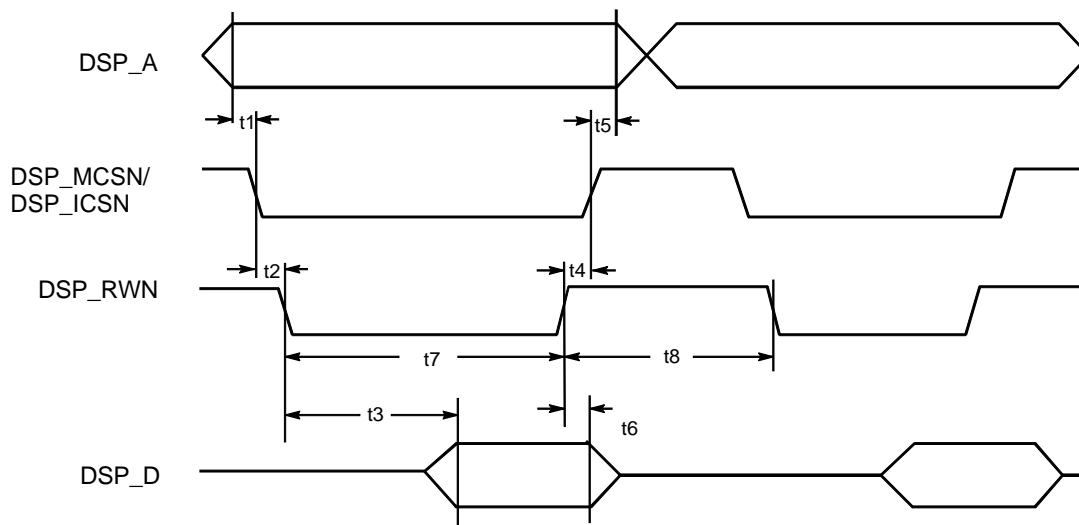 DSP_A
t1
t5
DSP_MCSN/
DSP_ICSN
t2
t4
DSP_RWN
t7
t8
t3
t6
DSP_D